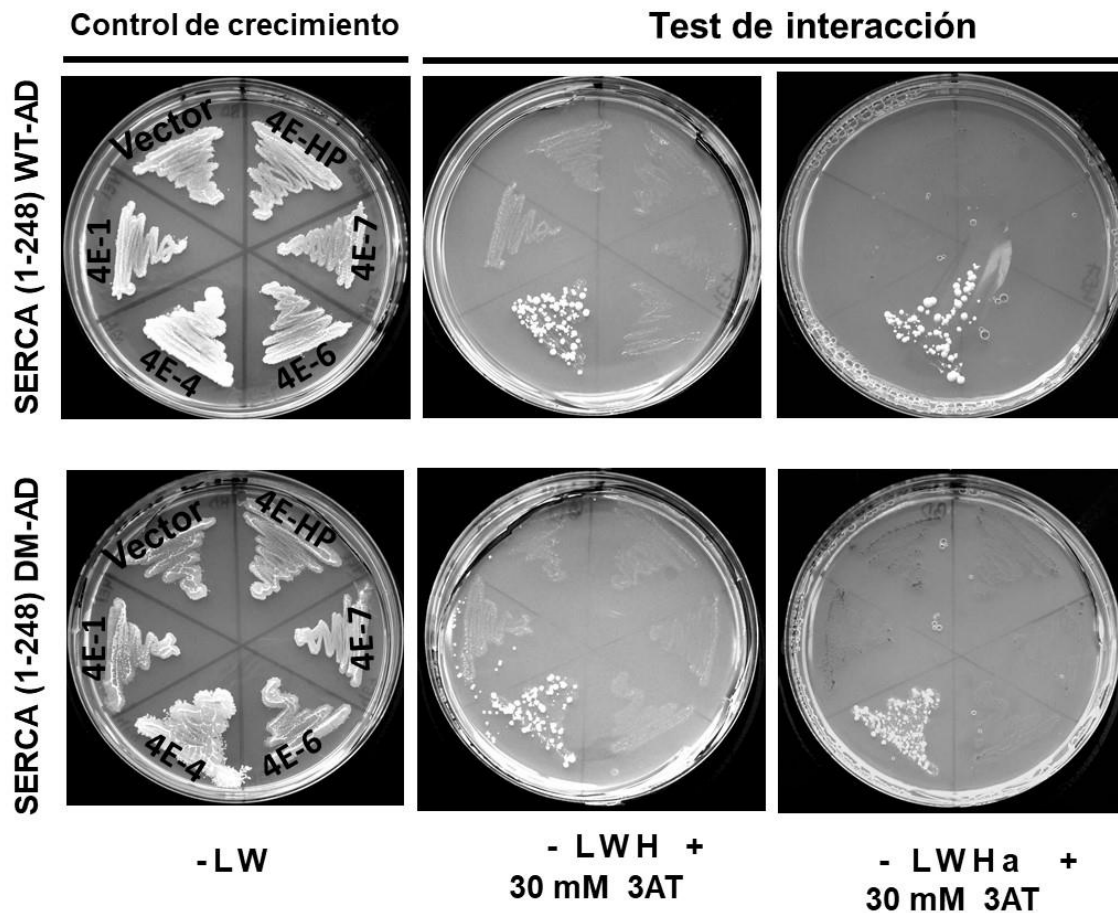 Control de crecimiento
Test de interacción
SERCA (1-248) WT-AD
Vector
4E-HP
4E-1
4E-7
4E-4
4E-6
SERCA (1-248) DM-AD
Vector
4E-HP
4E-1
4E-7
4E-4
4E-6
- L W
- L W H +
30 mM 3AT
- L W H a +
30 mM 3AT